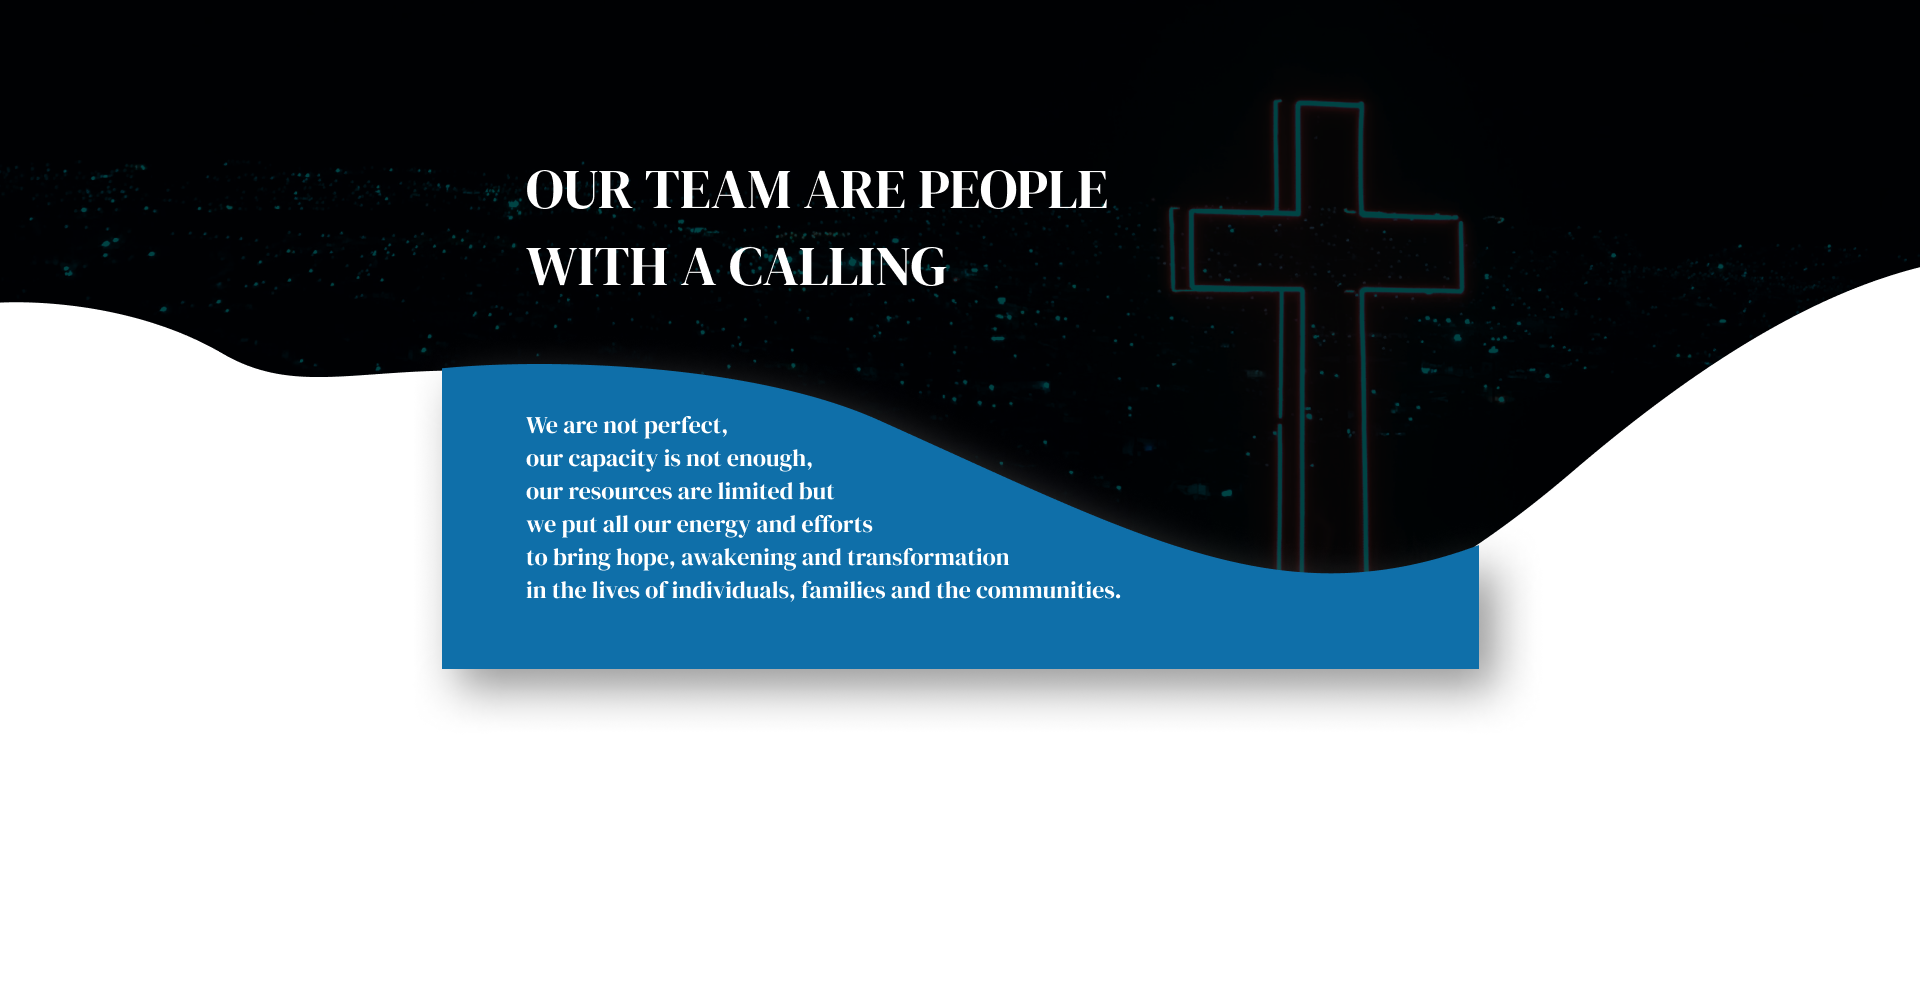 OUR TEAM ARE PEOPLE
WITH A CALLING
We are not perfect,
our capacity is not enough,
our resources are limited but
we put all our energy and efforts
to bring hope, awakening and transformation
in the lives of individuals, families and the communities.